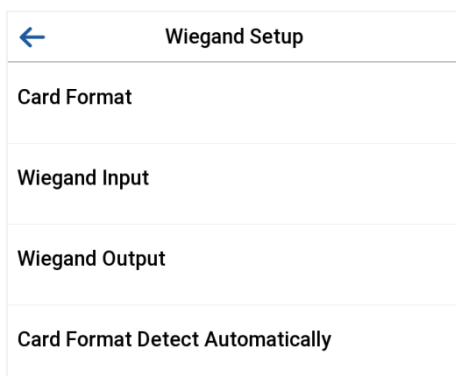 Wiegand Setup
Card Format
Wiegand Input
Wiegand Output
Card Format Detect Automatically